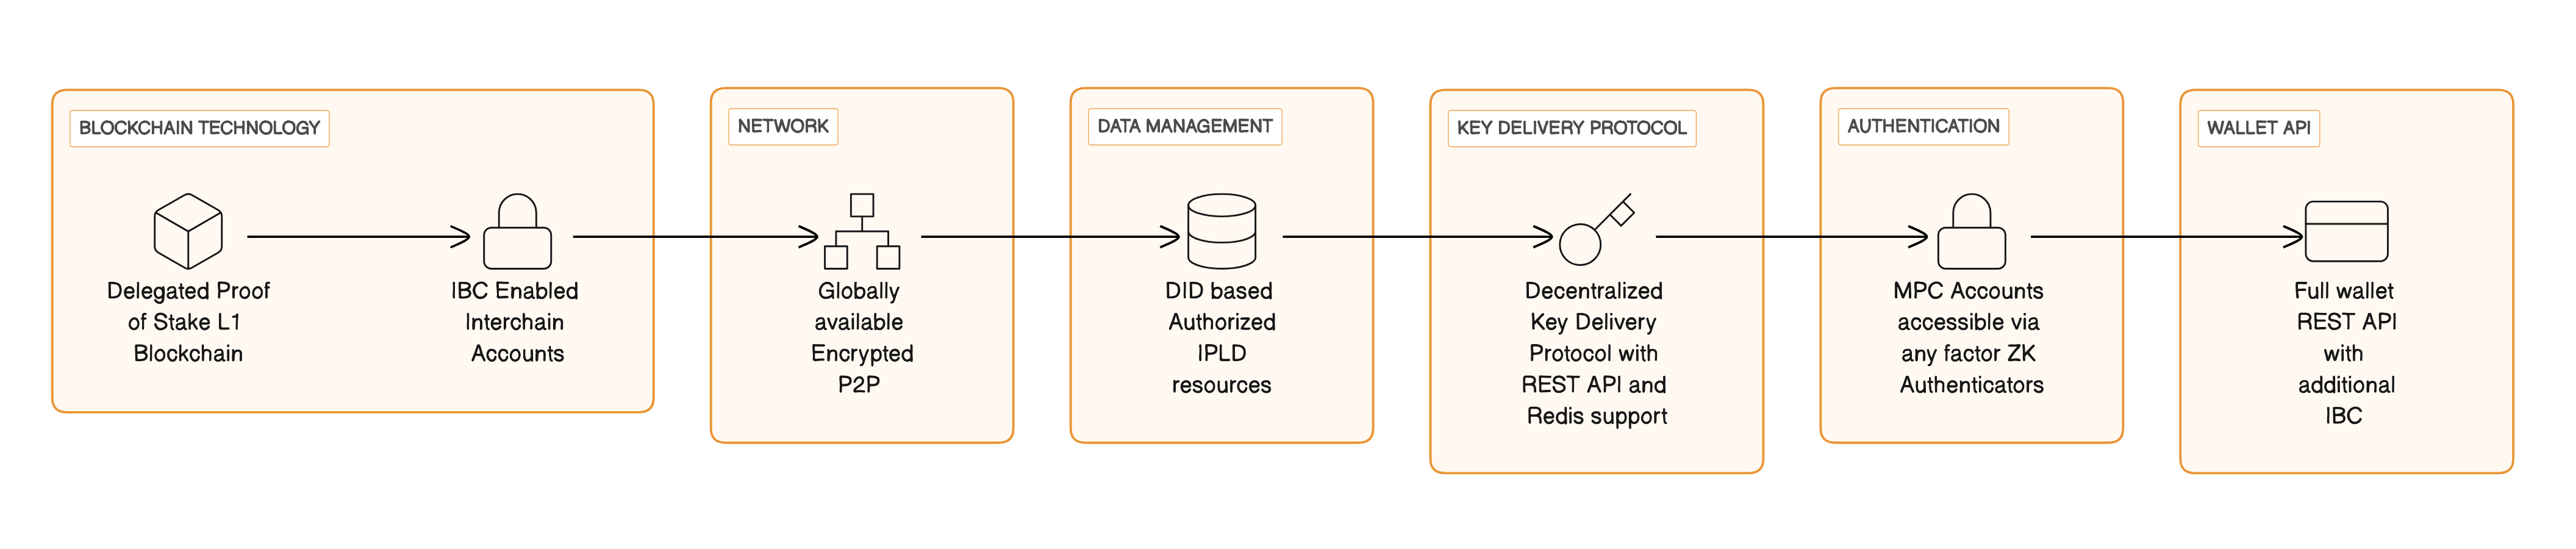 BLOCKCHAIN TECHNOLOGY
Delegated Proof
of Stake L1
Blockchain
IBC Enabled
Interchain
Accounts
NETWORK
Globally
available
Encrypted
P2P
DATA MANAGEMENT
DID based
Authorized
IPLD
resources
KEY DELIVERY PROTOCOL
Decentralized
Key Delivery
Protocol with
REST API and
Redis support
AUTHENTICATION
MPC Accounts
accessible via
any factor ZK
Authenticators
WALLET API
Full wallet
REST API
with
additional
IBC